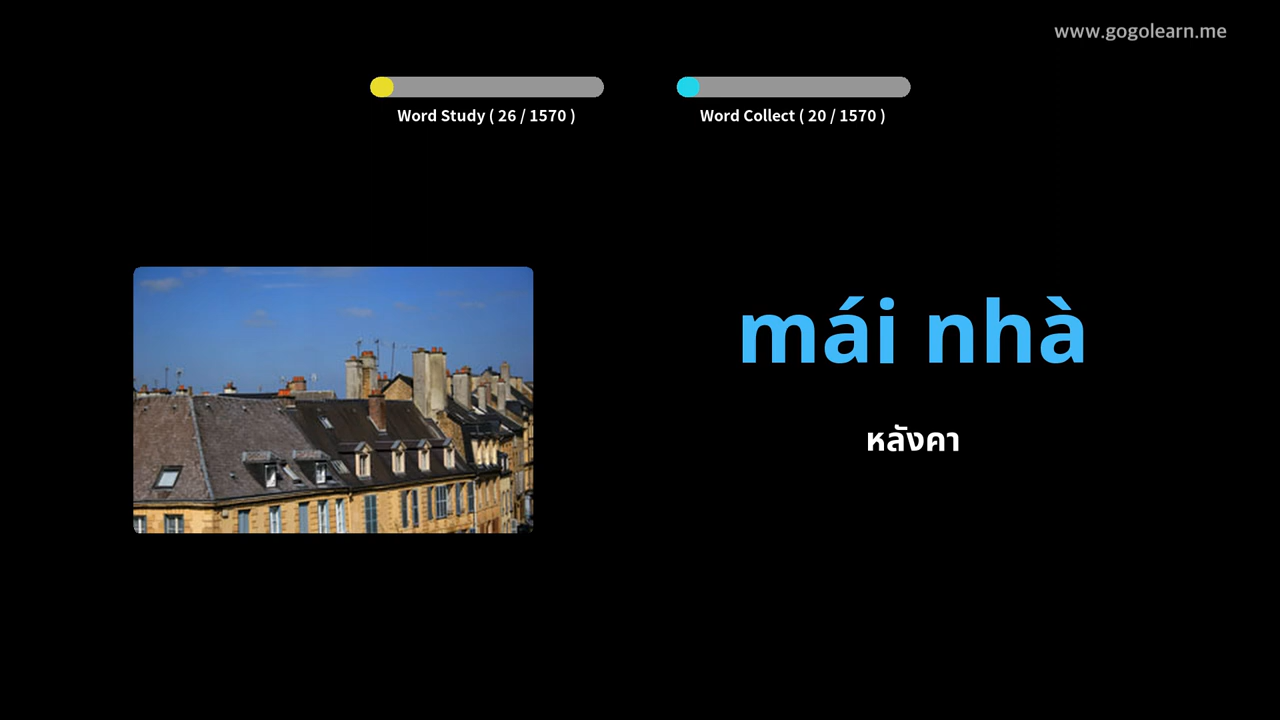 www.gogolearn.me
Word Study ( 26 / 1570 )
Word Collect ( 20 / 1570 )
mái nhà
หลังคา